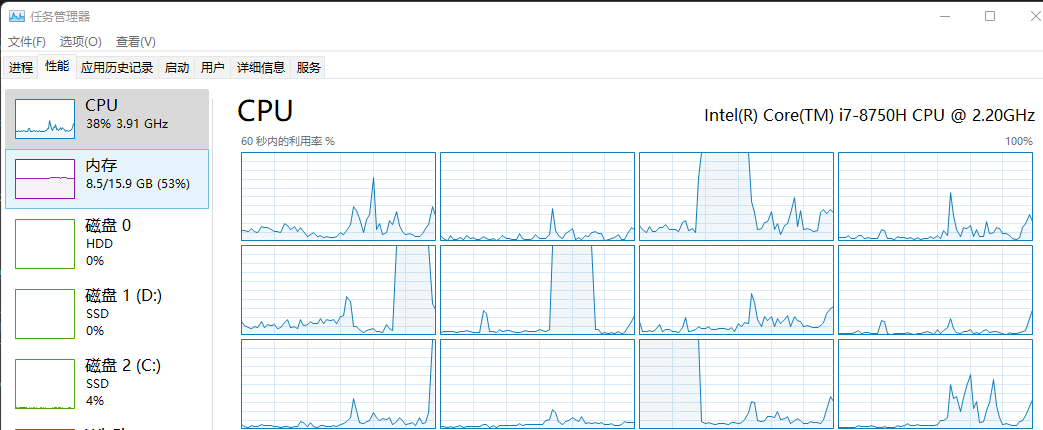 任务管理器
文件(F) 选项(O) 查看(V)
进程 性能 应用历史记录 启动 用户 详细信息 服务
CPU
38% 3.91 GHz
内存
8.5/15.9 GB (53%)
磁盘 0
HDD
0%
磁盘 1 (D:)
SSD
0%
磁盘 2 (C:)
SSD
4%
CPU
Intel(R) Core(TM) i7-8750H CPU @ 2.20GHz
60 秒内的利用率 %
100%